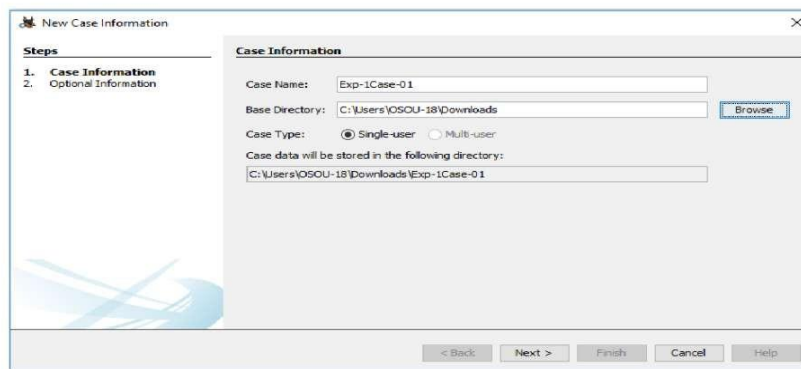 New Case Information
Steps
1. Case Information
2. Optional Information
Case Information
Case Name: Exp-1Case-01
Base Directory: C:\Users\OSOU-18\Downloads Browse
Case Type: Single-user Multi-user
Case data will be stored in the following directory:
C:\Users\OSOU-18\Downloads\Exp-1Case-01
< Back Next > Finish Cancel Help